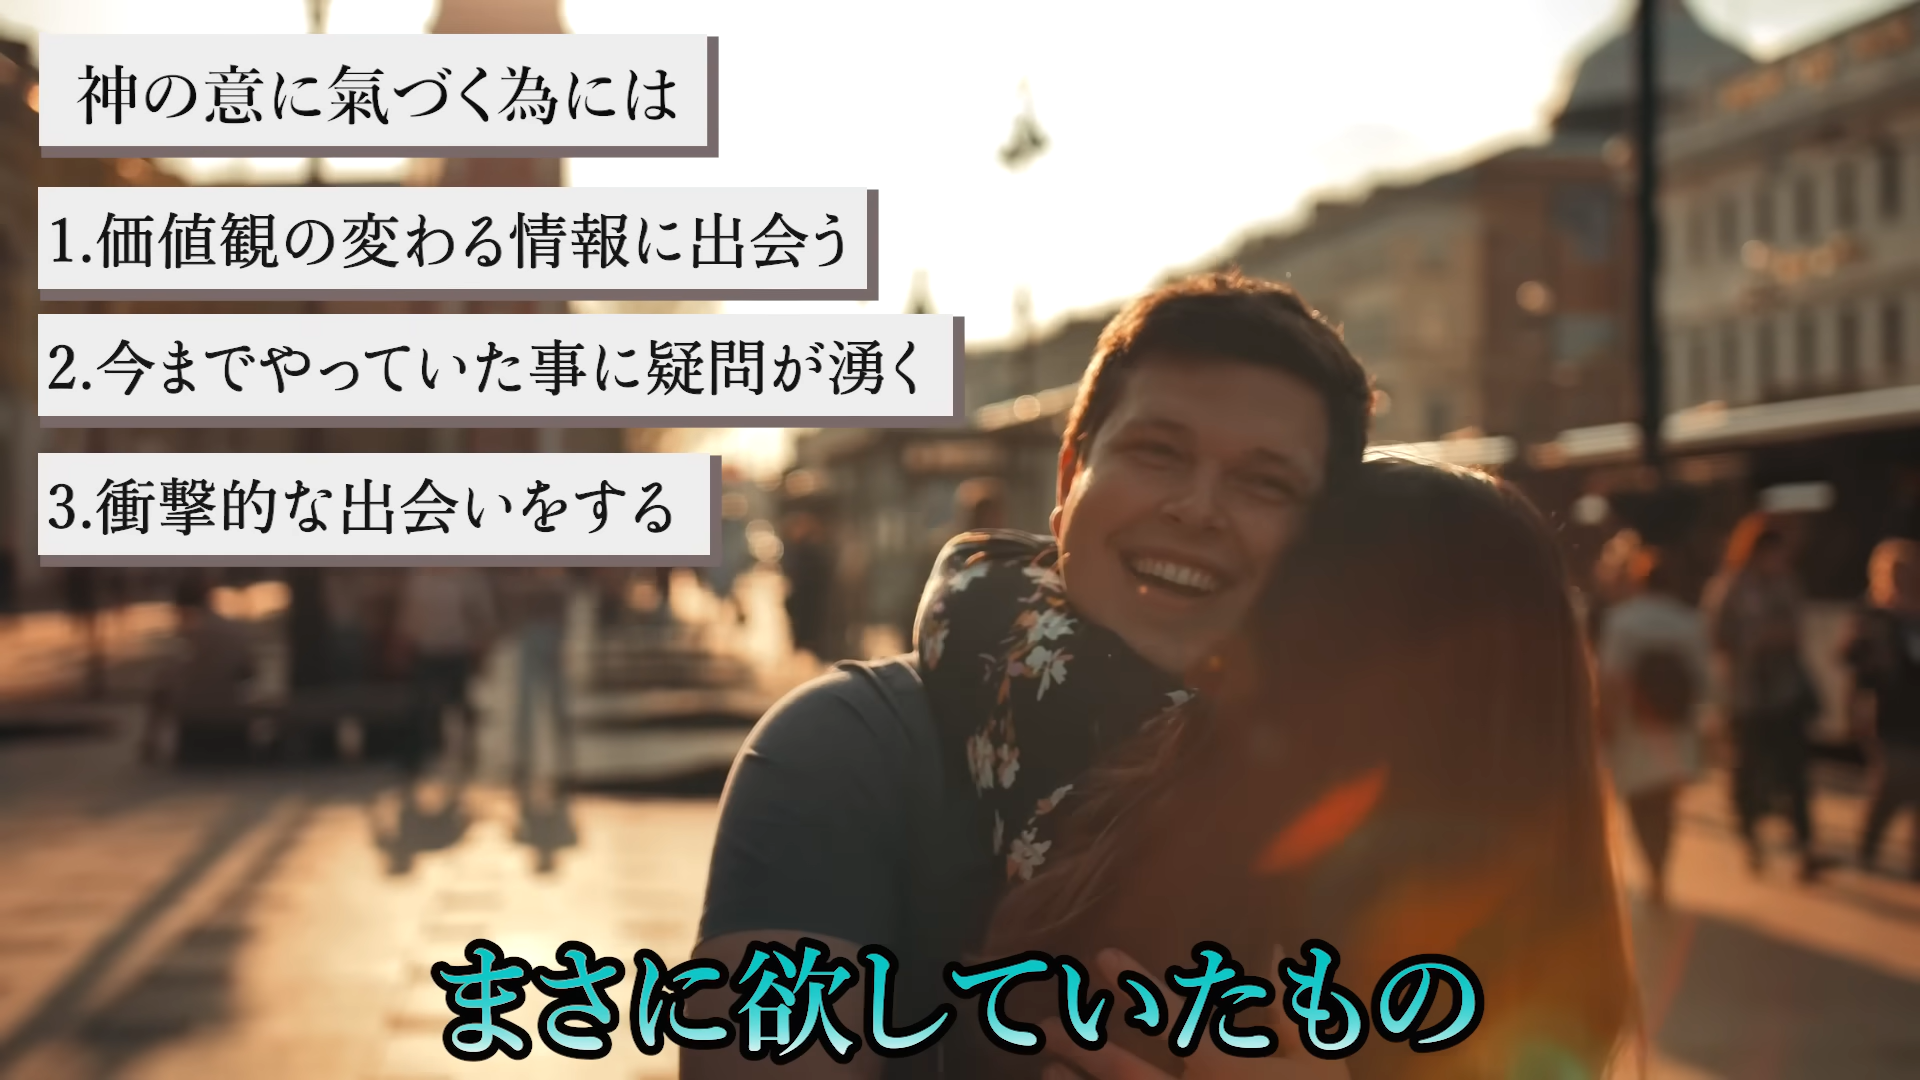 神の意に氣づく為には
1.価値観の変わる情報に出会う
2.今までやっていた事に疑問が湧く
3.衝撃的な出会いをする
まさに欲していたもの